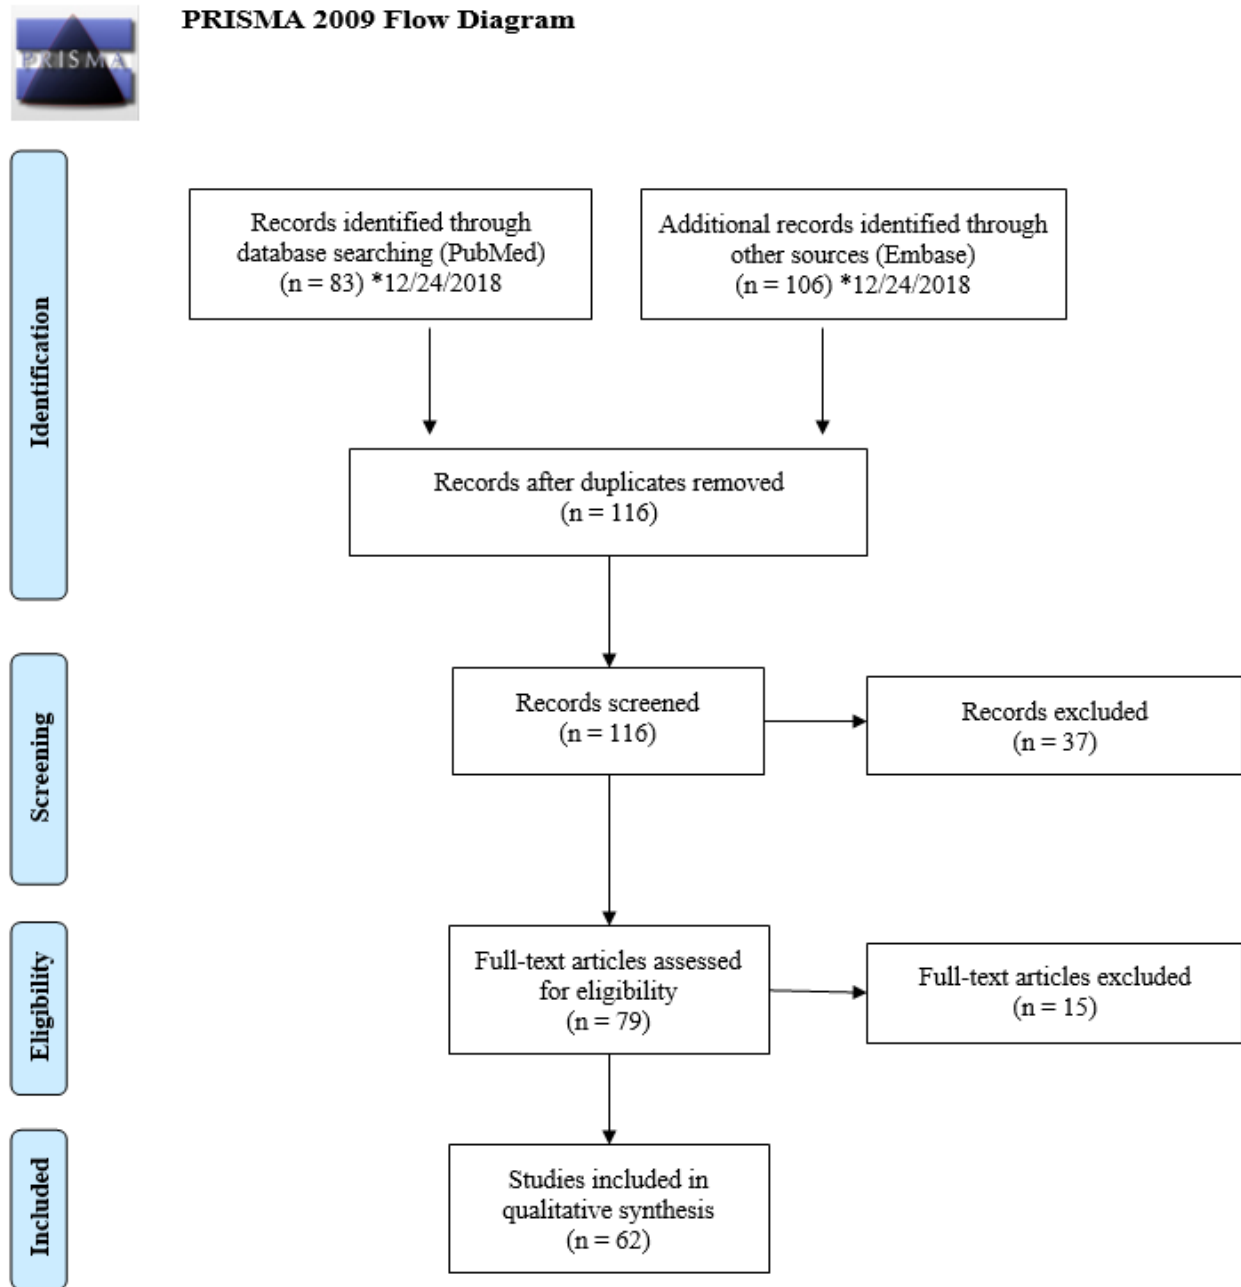 PRISMA 2009 Flow Diagram
PRISMA
Identification
Records identified through
database searching (PubMed)
(n = 83) *12/24/2018
Additional records identified through
other sources (Embase)
(n = 106) *12/24/2018
Records after duplicates removed
(n = 116)
Screening
Records screened
(n = 116)
Records excluded
(n = 37)
Eligibility
Full-text articles assessed
for eligibility
(n = 79)
Full-text articles excluded
(n = 15)
Included
Studies included in
qualitative synthesis
(n = 62)